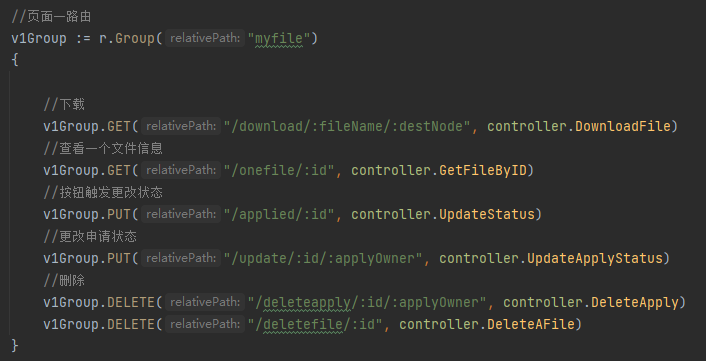 //页面一路由
v1Group := r.Group( relativePath: "myfile")
{
//下载
v1Group.GET( relativePath: "/download/:fileName/:destNode", controller.DownloadFile)
//查看一个文件信息
v1Group.GET( relativePath: "/onefile/:id", controller.GetFileByID)
//按钮触发更改状态
v1Group.PUT( relativePath: "/applied/:id", controller.UpdateStatus)
//更改申请状态
v1Group.PUT( relativePath: "/update/:id/:applyOwner", controller.UpdateApplyStatus)
//删除
v1Group.DELETE( relativePath: "/deleteapply/:id/:applyOwner", controller.DeleteApply)
v1Group.DELETE( relativePath: "/deletefile/:id", controller.DeleteAFile)
}